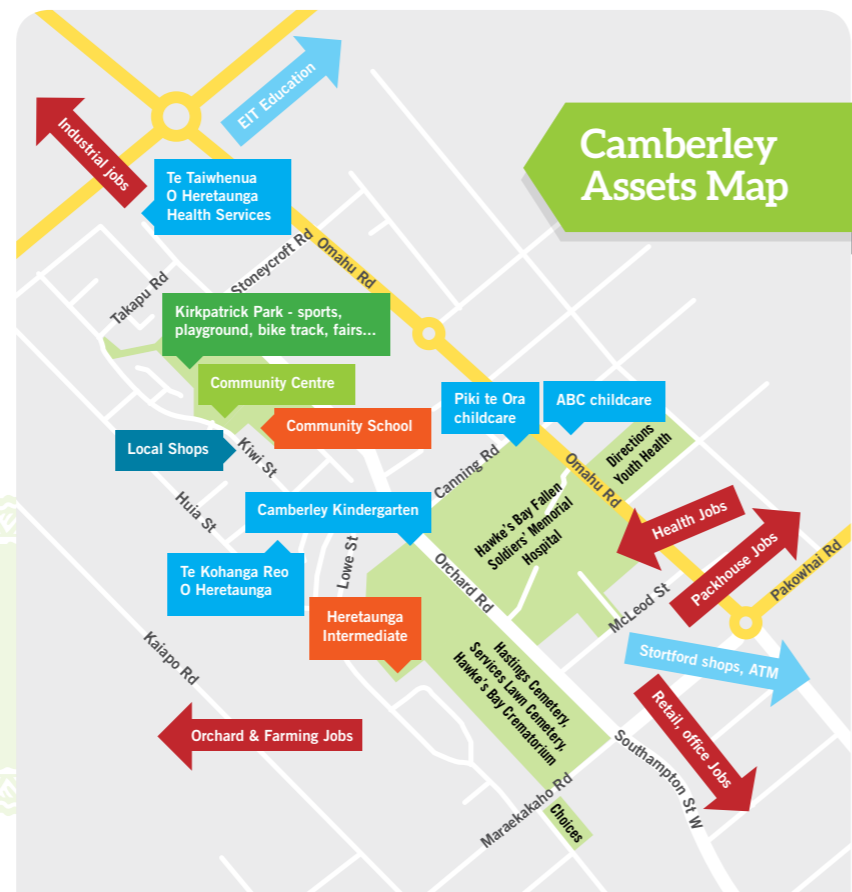 Camberley
Assets Map
EIT Education
Industrial jobs
Te Taiwhenua
O Heretaunga
Health Services
Stoneycroft Rd
Omahu Rd
Takapu Rd
Kirkpatrick Park - sports,
playground, bike track, fairs...
Community Centre
Piki te Ora
childcare
ABC childcare
Community School
Local Shops
Kiwi St
Canning Rd
Omahu Rd
Directions
Youth Health
Huia St
Camberley Kindergarten
Hawke's Bay Fallen
Soldiers' Memorial
Hospital
Health Jobs
Packhouse Jobs
Pakowhai Rd
Te Kohanga Reo
O Heretaunga
Lowe St
Orchard Rd
McLeod St
Heretaunga
Intermediate
Kaiapo Rd
Hastings Cemetery,
Services Lawn Cemetery,
Hawke's Bay Crematorium
Stortford shops, ATM
Orchard & Farming Jobs
Retail, office Jobs
Southampton St W
Maraekakaho Rd
Choices